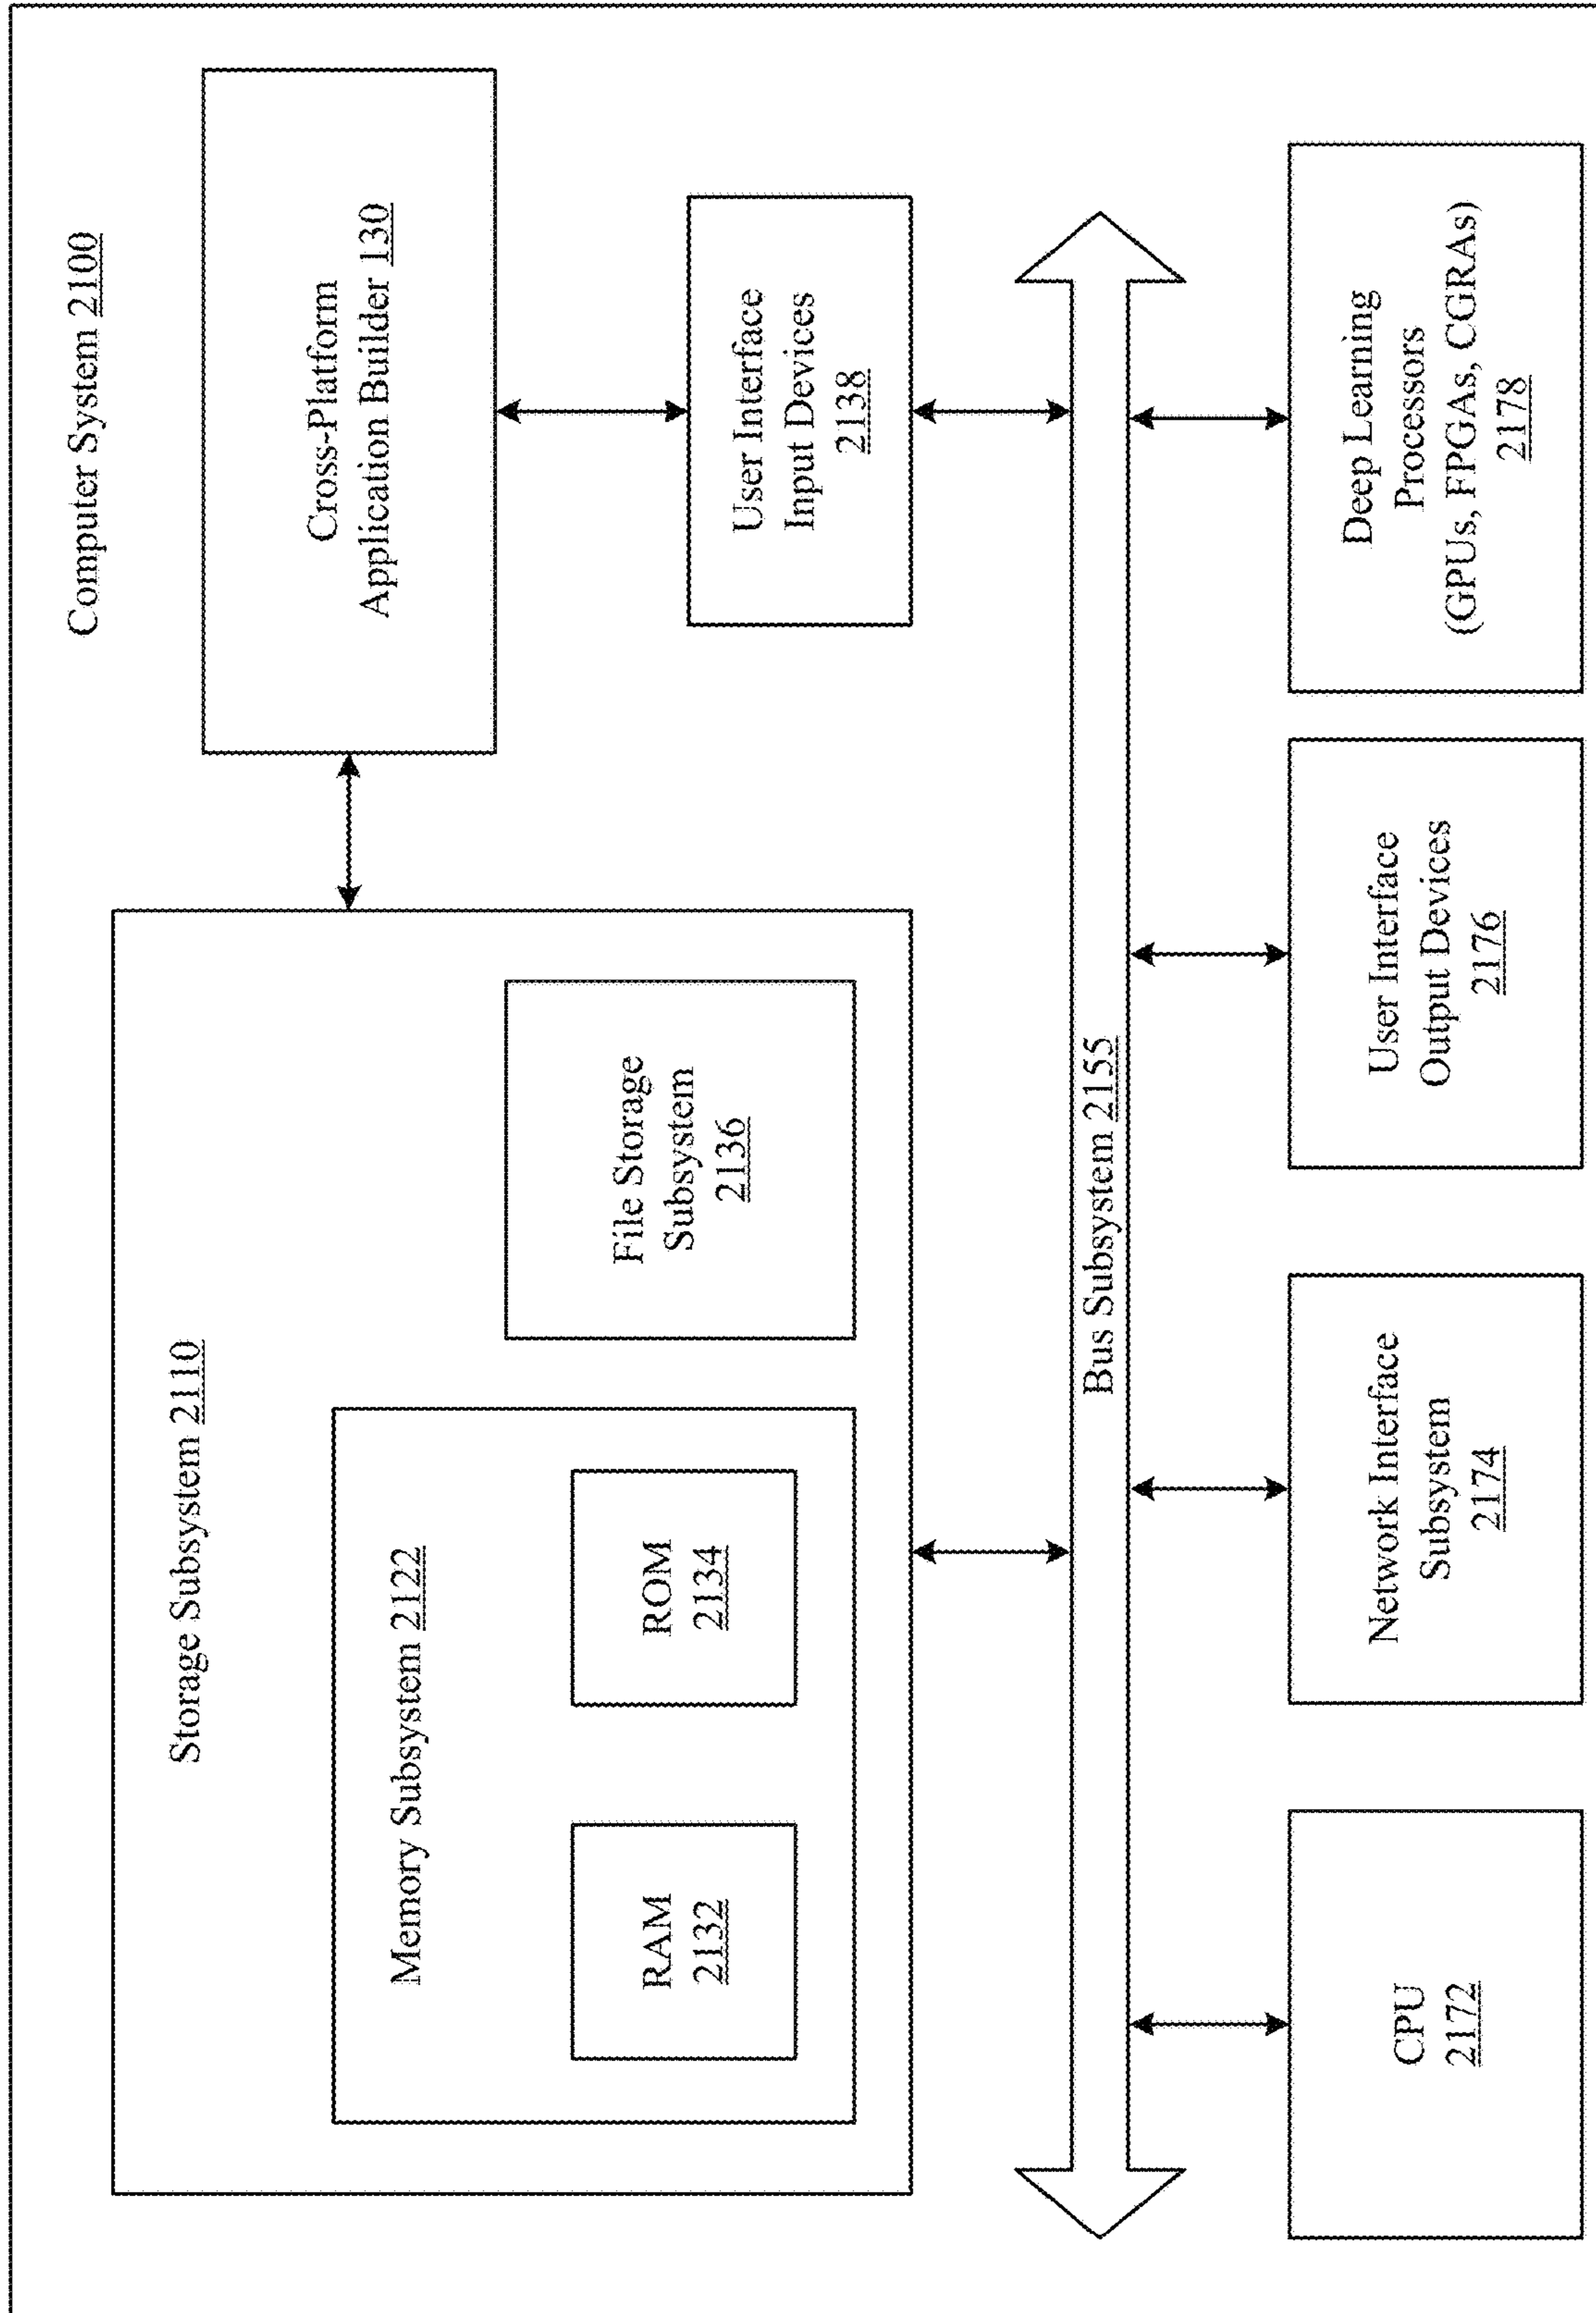 Computer System 2100
Storage Subsystem 2110
Memory Subsystem 2122
RAM
2132
ROM
2134
File Storage
Subsystem
2136
Cross-Platform
Application Builder 130
User Interface
Input Devices
2138
Bus Subsystem 2155
CPU
2172
Network Interface
Subsystem
2174
User Interface
Output Devices
2176
Deep Learning
Processors
(GPUs, FPGAs, CGRAs)
2178